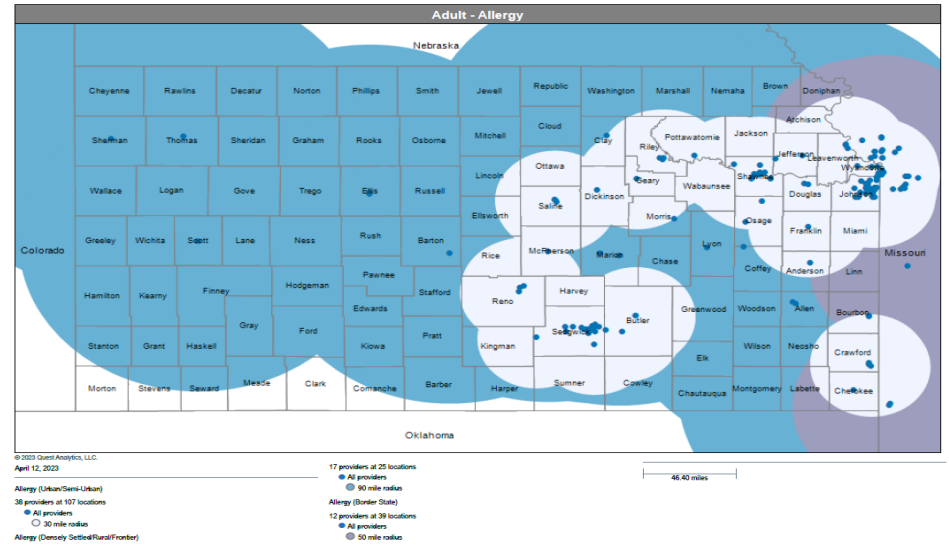 Adult - Allergy
Nebraska
Cheyenne Rawlins Decatur Norton Phillips Smith Jewell Republic Washington Marshall Nemaha Brown Doniphan
Atchison
Sherman Thomas Sheridan Graham Rooks Osborne Mitchell Cloud Clay Riley Pottawatomie Jackson Jefferson Leavenworth
Wyandotte
Wallace Logan Gove Trego Ellis Russell Lincoln Ottawa Saline Dickinson Geary Wabaunsee Shawnee Douglas Johnson
Ellsworth Morris Osage Franklin Miami
Greeley Wichita Scott Lane Ness Rush Barton Rice McPherson Marion Chase Lyon Coffey Anderson Linn
Colorado Missouri
Hamilton Kearny Finney Hodgeman Pawnee Stafford Reno Harvey
Edwards Butler Greenwood Woodson Allen Bourbon
Gray Ford
Stanton Grant Haskell Kiowa Pratt Kingman Sedgwick Elk Wilson Neosho Crawford
Morton Stevens Seward Meade Clark Comanche Barber Harper Sumner Cowley Chautauqua Montgomery Labette Cherokee
Oklahoma
© 2023 Quest Analytics, LLC.
April 12, 2023
Allergy (Urban/Semi-Urban)
38 providers at 107 locations
All providers
30 mile radius
Allergy (Densely Settled/Rural/Frontier)
17 providers at 25 locations
All providers
90 mile radius
Allergy (Border State)
12 providers at 39 locations
All providers
50 mile radius
46.40 miles